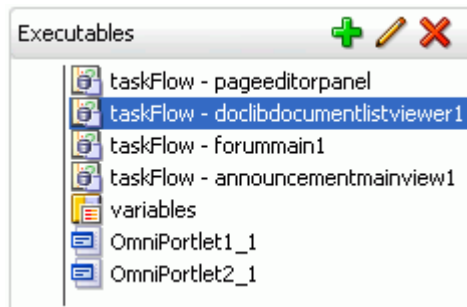 Executables
taskFlow - pageeditorpanel
taskFlow - doclibdocumentlistviewer1
taskFlow - forummain1
taskFlow - announcementmainview1
variables
OmniPortlet1_1
OmniPortlet2_1